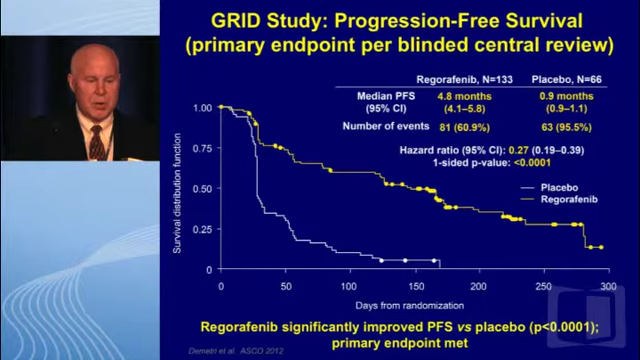 GRID Study: Progression-Free Survival
(primary endpoint per blinded central review)
Regorafenib, N=133 Placebo, N=66
Median PFS 4.8 months 0.9 months
(95% CI) (4.1–5.8) (0.9–1.1)
Number of events 81 (60.9%) 63 (95.5%)
Hazard ratio (95% CI): 0.27 (0.19–0.39)
1-sided p-value: <0.0001
Placebo
Regorafenib
Survival distribution function
1.00
0.75
0.50
0.25
0
0 50 100 150 200 250 300
Days from randomization
Regorafenib significantly improved PFS vs placebo (p<0.0001);
primary endpoint met
Demetri et al. ASCO 2012